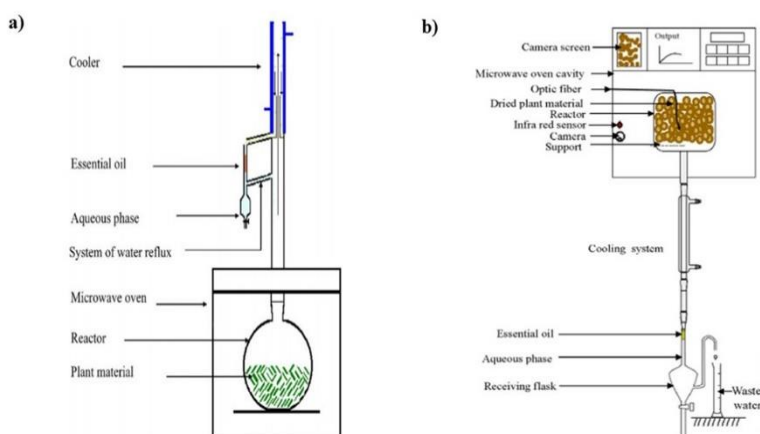 a)
Cooler
Essential oil
Aqueous phase
System of water reflux
Microwave oven
Reactor
Plant material
b)
Camera screen
Output
Microwave oven cavity
Optic fiber
Dried plant material
Reactor
Infra red sensor
Camera
Support
Cooling system
Essential oil
Aqueous phase
Receiving flask
Waste
water